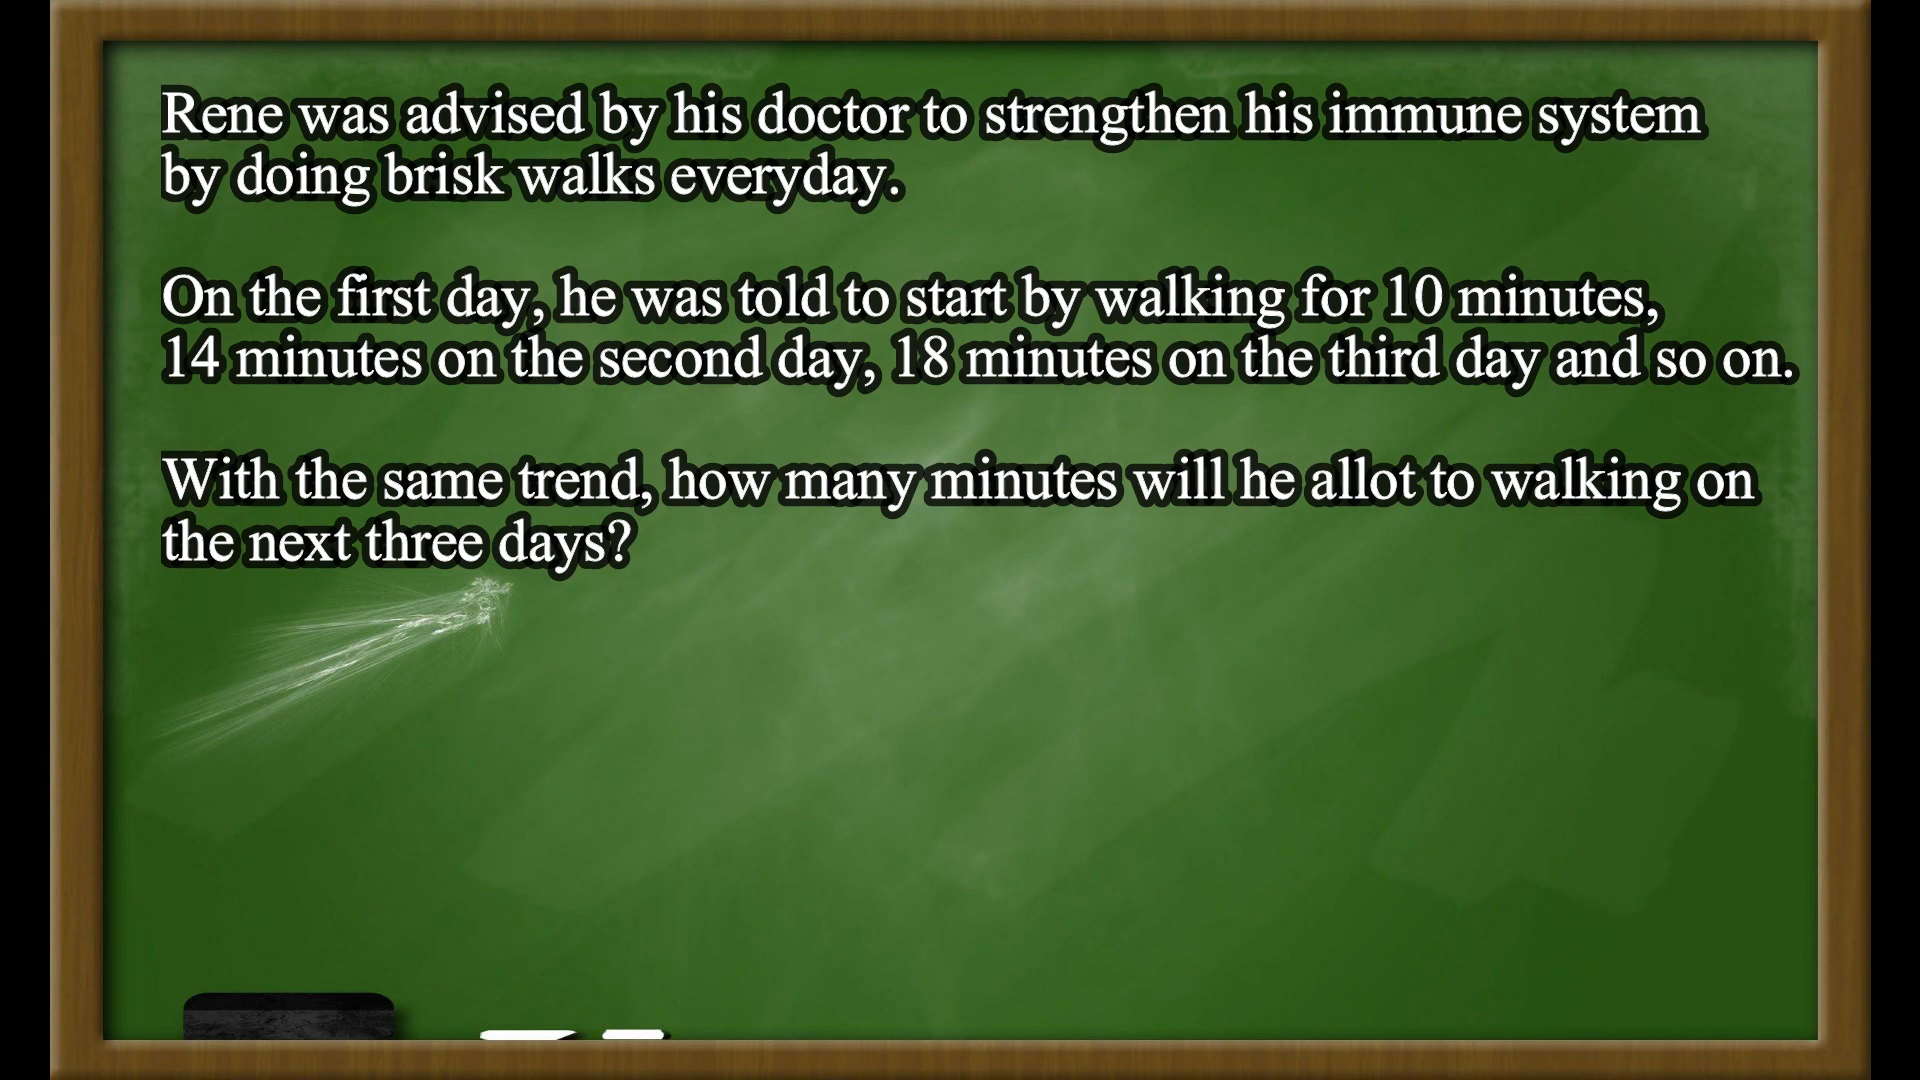 Rene was advised by his doctor to strengthen his immune system
by doing brisk walks everyday.
On the first day, he was told to start by walking for 10 minutes,
14 minutes on the second day, 18 minutes on the third day and so on.
With the same trend, how many minutes will he allot to walking on
the next three days?